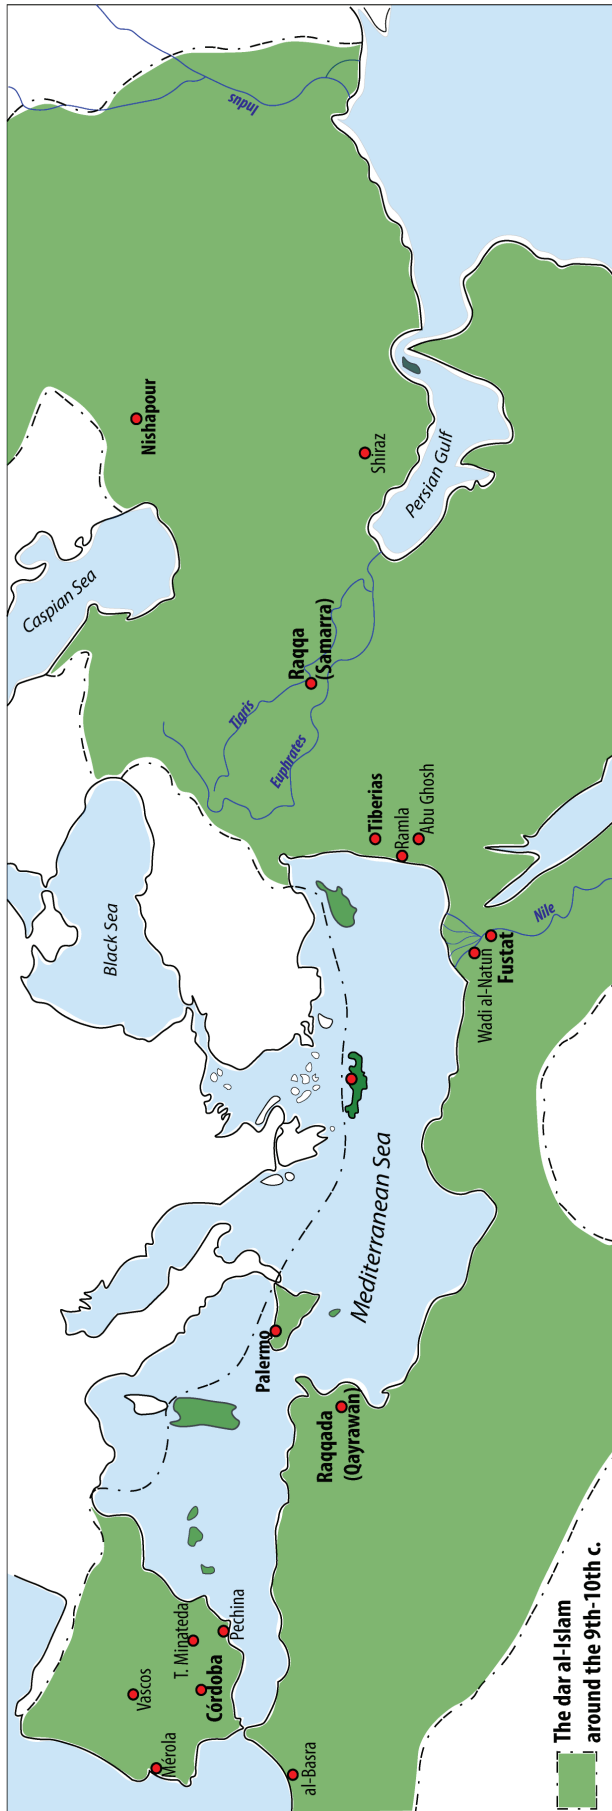 Indus
Nishapour
Shiraz
Persian Gulf
Caspian Sea
Raqqa
(Samarra)
Tigris
Euphrates
Tiberias
Ramla
Abu Ghosh
Black Sea
Nile
Wadi al-Natun
Fustat
Mediterranean Sea
Palermo
Raqqada
(Qayrawan)
T. Minateda
Pechina
Vascos
Córdoba
Mérola
al-Basra
The dar al-Islam
around the 9th-10th c.